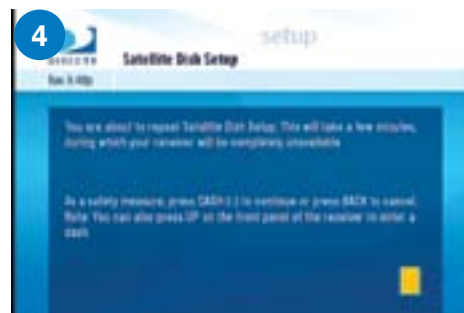 4
setup
DIRECTV
Satellite Dish Setup
You are about to repeat Satellite Dish Setup. This will take a few minutes,
during which your receiver will be completely unavailable.
As a safety measure, press DASH (-) to continue or press BACK to cancel.
Note: You can also press UP on the front panel of the receiver to enter a
dash.